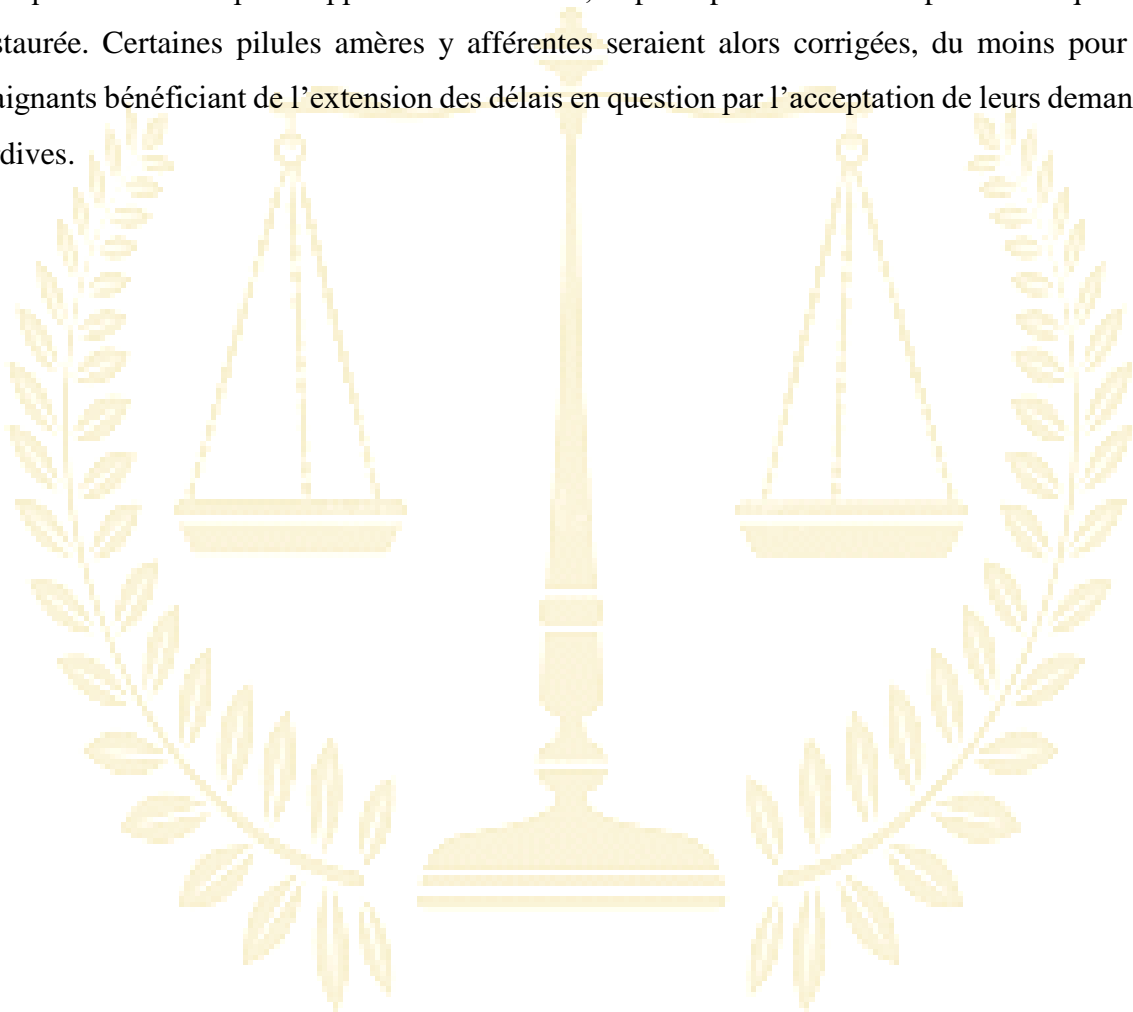 staurée. Certaines pilules amères y afférentes seraient alors corrigées, du moins pour
aignants bénéficiant de l’extension des délais en question par l’acceptation de leurs deman
dives.